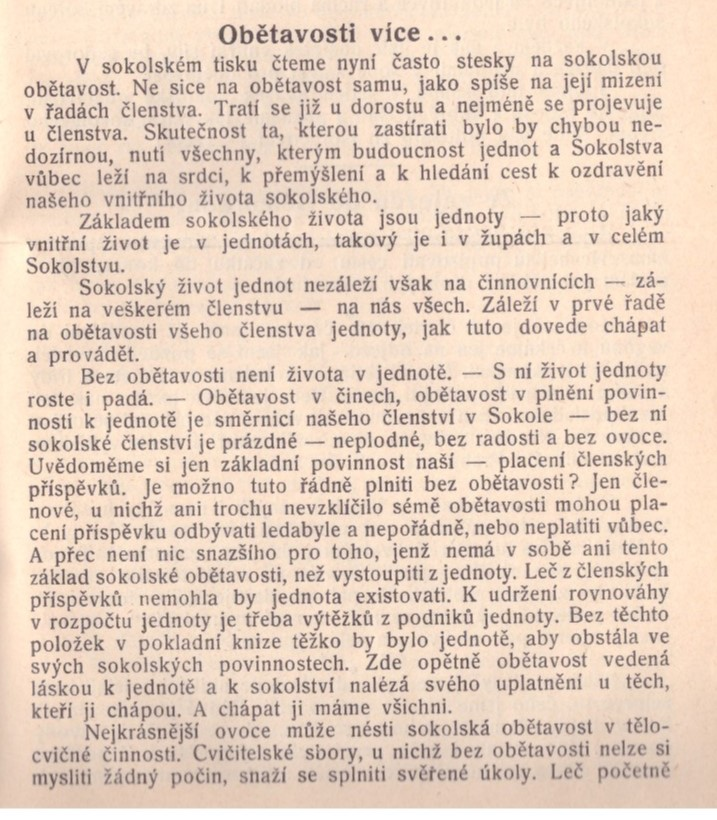 Obětavosti více...
V sokolském tisku čteme nyní často stesky na sokolskou
obětavost. Ne sice na obětavost samu, jako spíše na její mizení
v řadách členstva. Tratí se již u dorostu a nejméně se projevuje
u členstva. Skutečnost ta, kterou zastírati bylo by chybou ne-
dozírnou, nutí všechny, kterým budoucnost jednot a Sokolstva
vůbec leží na srdci, k přemýšlení a k hledání cest k ozdravění
našeho vnitřního života sokolského.
Základem sokolského života jsou jednoty — proto jaký
vnitřní život je v jednotách, takový je i v župách a v celém
Sokolstvu.
Sokolský život jednot nezáleží však na činnovnících — zá-
leží na veškerém členstvu — na nás všech. Záleží v prvé řadě
na obětavosti všeho členstva jednoty, jak tuto dovede chápat
a provádět.
Bez obětavosti není života v jednotě. — S ní život jednoty
roste i padá. — Obětavost v činech, obětavost v plnění povin-
ností k jednotě je směrnicí našeho členství v Sokole — bez ní
sokolské členství je prázdné — neplodné, bez radosti a bez ovoce.
Uvědoměme si jen základní povinnost naší — placení členských
příspěvků. Je možno tuto řádně plniti bez obětavosti? Jen čle-
nové, u nichž ani trochu nevzklíčilo sémě obětavosti mohou pla-
cení příspěvku odbývati ledabyle a nepořádně, nebo neplatiti vůbec.
A přec není nic snazšího pro toho, jenž nemá v sobě ani tento
základ sokolské obětavosti, než vystoupiti z jednoty. Leč z členských
příspěvků nemohla by jednota existovati. K udržení rovnováhy
v rozpočtu jednoty je třeba výtěžků z podniků jednoty. Bez těchto
položek v pokladní knize těžko by bylo jednotě, aby obstála ve
svých sokolských povinnostech. Zde opětně obětavost vedená
láskou k jednotě a k sokolství nalézá svého uplatnění u těch,
kteří ji chápou. A chápat ji máme všichni.
Nejkrásnější ovoce může nésti sokolská obětavost v tělo-
cvičné činnosti. Cvičitelské sbory, u nichž bez obětavosti nelze si
mysliti žádný počin, snaží se splniti svěřené úkoly. Leč početně